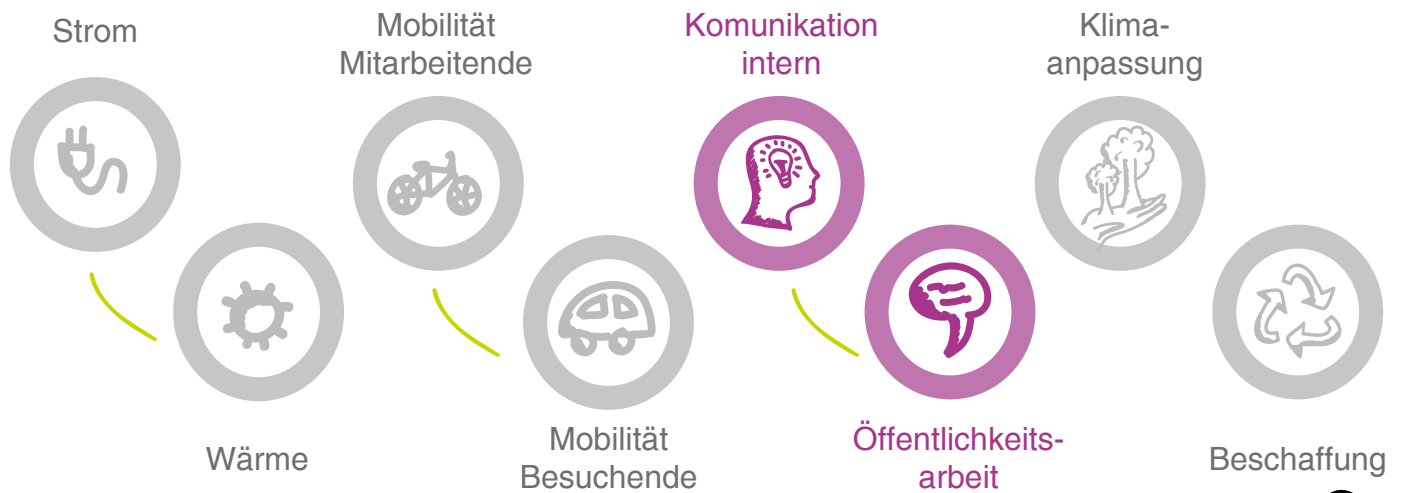 Strom
Mobilität
Mitarbeitende
Komunikation
intern
Klima-
anpassung
Wärme
Mobilität
Besuchende
Öffentlichkeits-
arbeit
Beschaffung